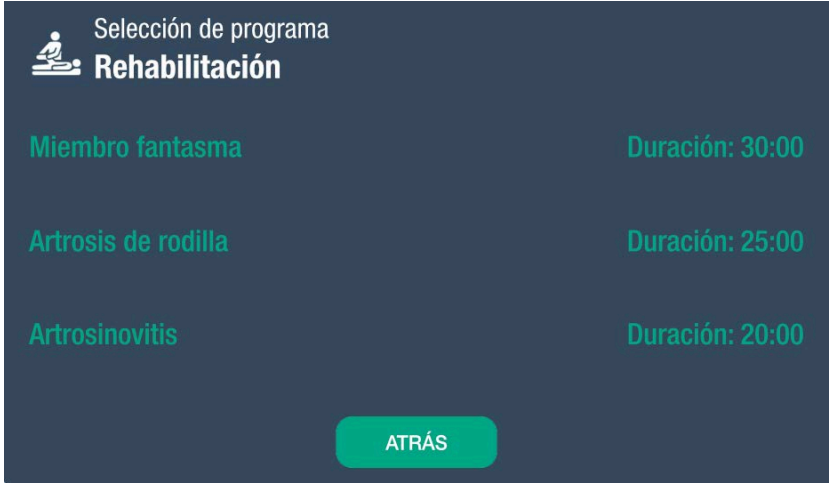 Selección de programa
Rehabilitación
Miembro fantasma Duración: 30:00
Artrosis de rodilla Duración: 25:00
Artrosinovitis Duración: 20:00
ATRÁS